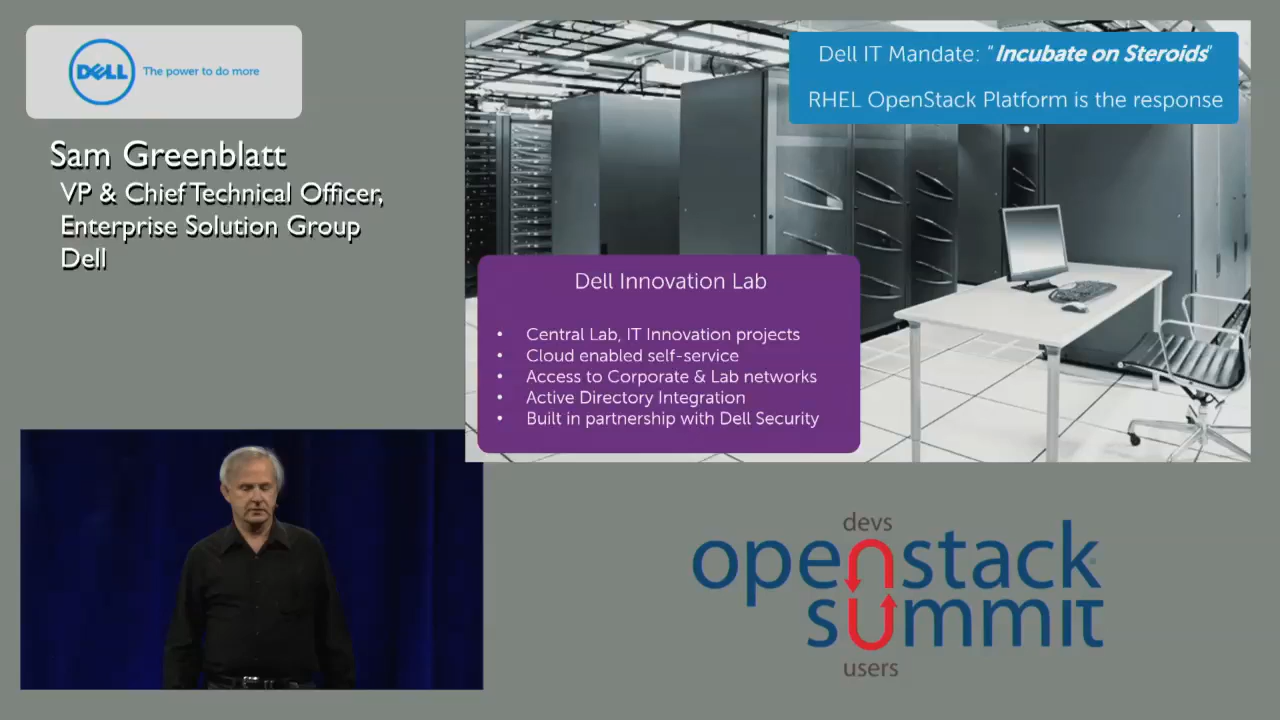 DELL
The power to do more
Sam Greenblatt
VP & Chief Technical Officer,
Enterprise Solution Group
Dell
Dell IT Mandate: "Incubate on Steroids"
RHEL OpenStack Platform is the response
Dell Innovation Lab
• Central Lab, IT Innovation projects
• Cloud enabled self-service
• Access to Corporate & Lab networks
• Active Directory Integration
• Built in partnership with Dell Security
devs
openstack
summit
users